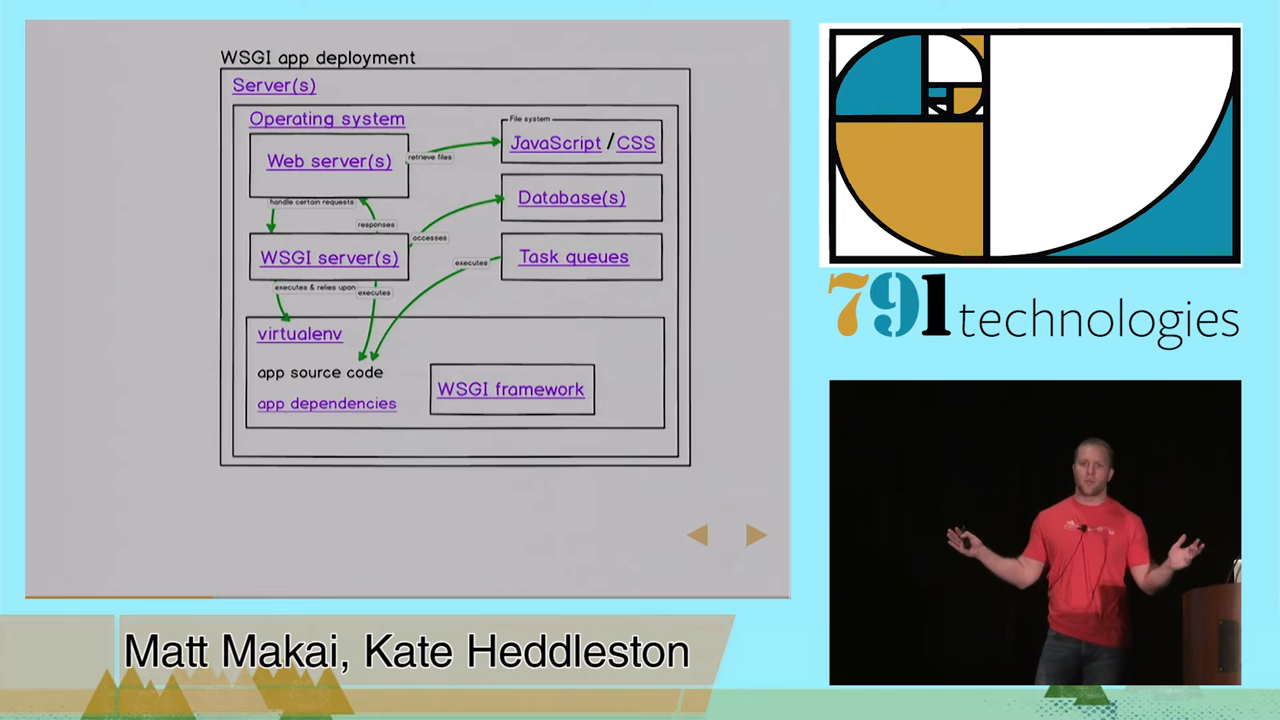 WSGI app deployment
Server(s)
Operating system
Web server(s)
retrieve files
File system
JavaScript / CSS
Database(s)
handle certain requests
responses
accesses
WSGI server(s)
executes
Task queues
executes & relies upon
executes
virtualenv
app source code
app dependencies
WSGI framework
791 technologies
Matt Makai, Kate Heddleston